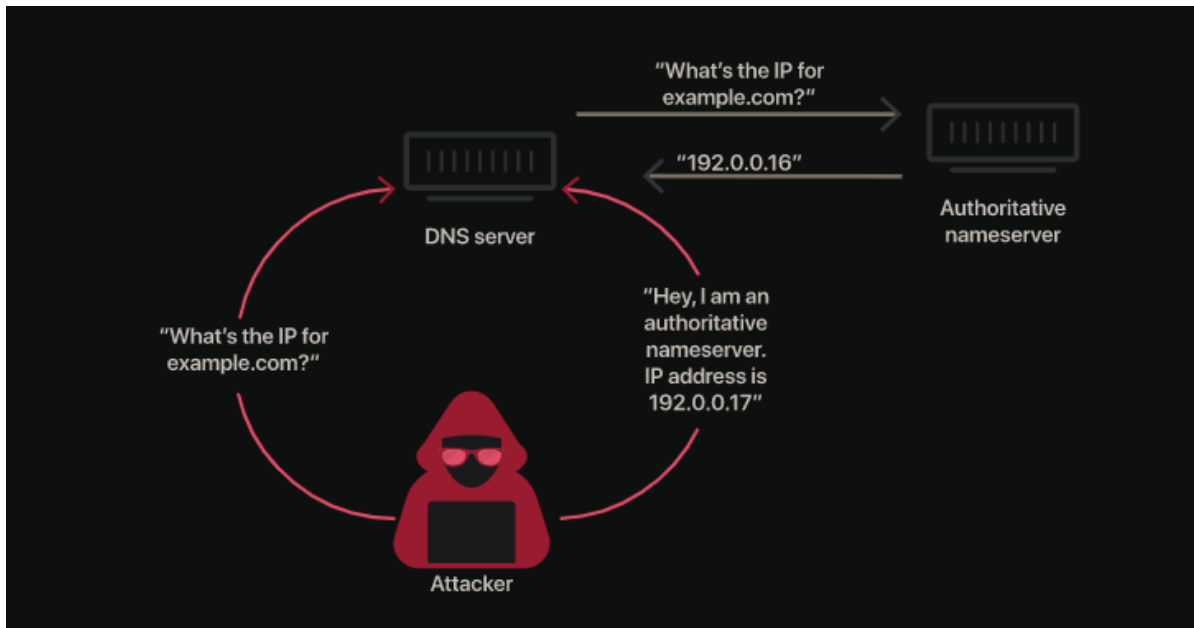 “What’s the IP for
example.com?”
“192.0.0.16”
DNS server
Authoritative
nameserver
“What’s the IP for
example.com?”
“Hey, I am an
authoritative
nameserver.
IP address is
192.0.0.17”
Attacker